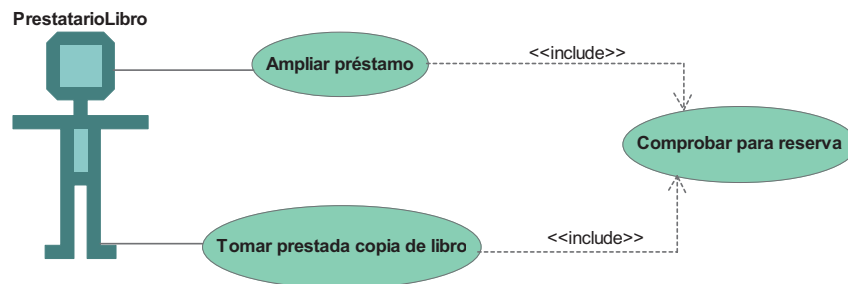 PrestatarioLibro
Ampliar préstamo
<<include>>
Comprobar para reserva
Tomar prestada copia de libro
<<include>>